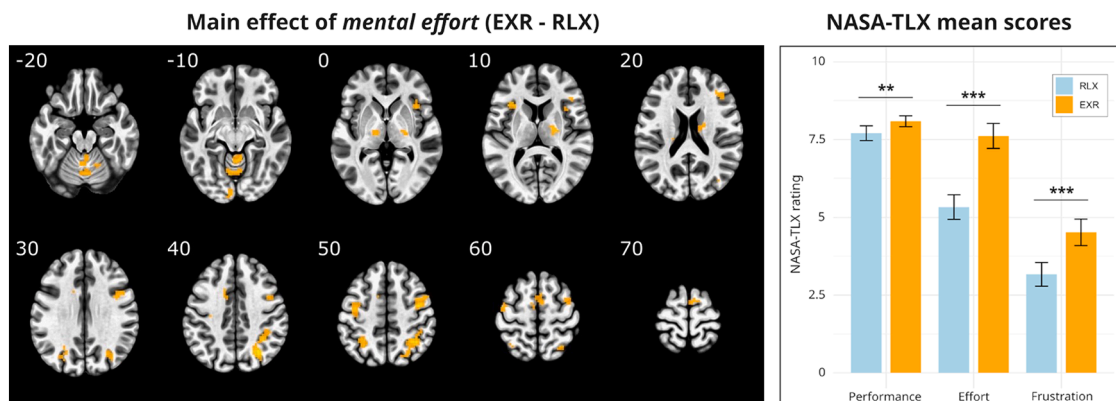 Main effect of mental effort (EXR - RLX)
-20
-10
0
10
20
30
40
50
60
70
NASA-TLX mean scores
10
7.5
5
2.5
0
NASA-TLX rating
**
***
***
RLX
EXR
Performance
Effort
Frustration